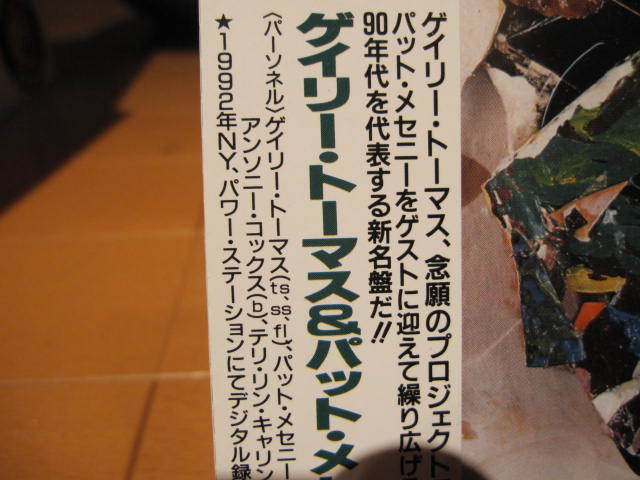 ゲイリー・トーマス、念願のプロジェクト
パット・メセニーをゲストに迎えて繰り広げ
90年代を代表する新名盤だ!!
ゲイリー・トーマス&パット・メ
〈パーソネル〉ゲイリー・トーマス(ts、ss、fl)、パット・メセニー
アンソニー・コックス(b)、テリ・リン・キャリン
★1992年NY、パワー・ステーションにてデジタル録